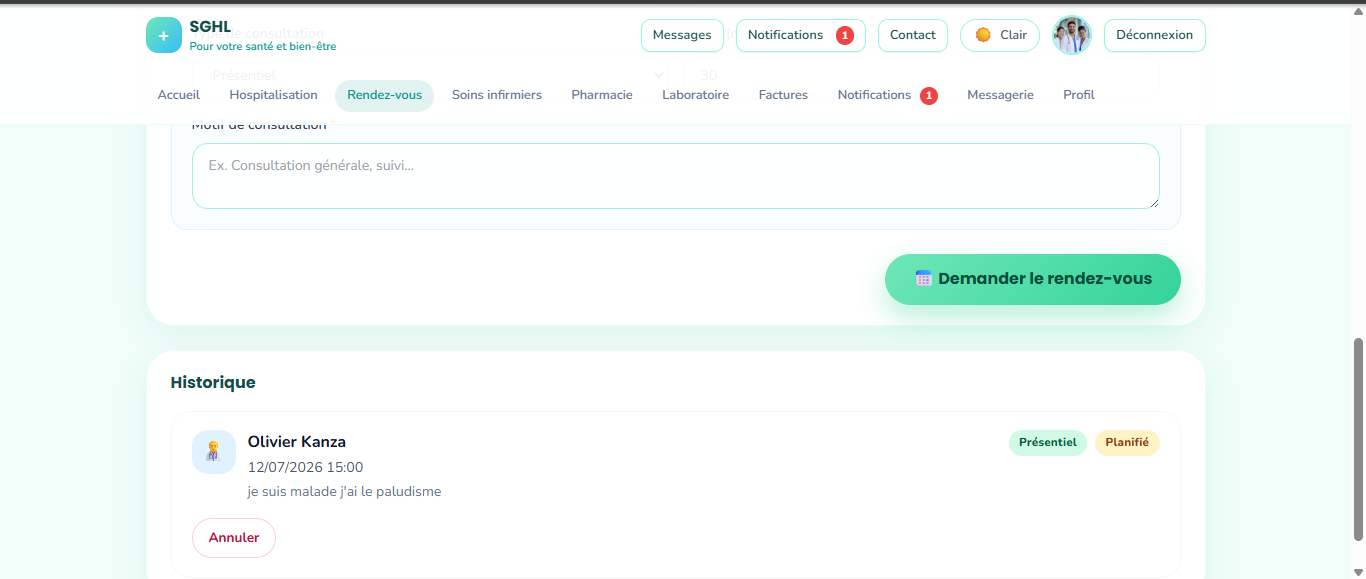 SGHL
Pour votre santé et bien-être
Messages
Notifications 1
Contact
Clair
Déconnexion
Présentiel
30
Accueil
Hospitalisation
Rendez-vous
Soins infirmiers
Pharmacie
Laboratoire
Factures
Notifications 1
Messagerie
Profil
Motif de consultation
Ex. Consultation générale, suivi...
Demander le rendez-vous
Historique
Olivier Kanza
Présentiel
Planifié
12/07/2026 15:00
je suis malade j'ai le paludisme
Annuler